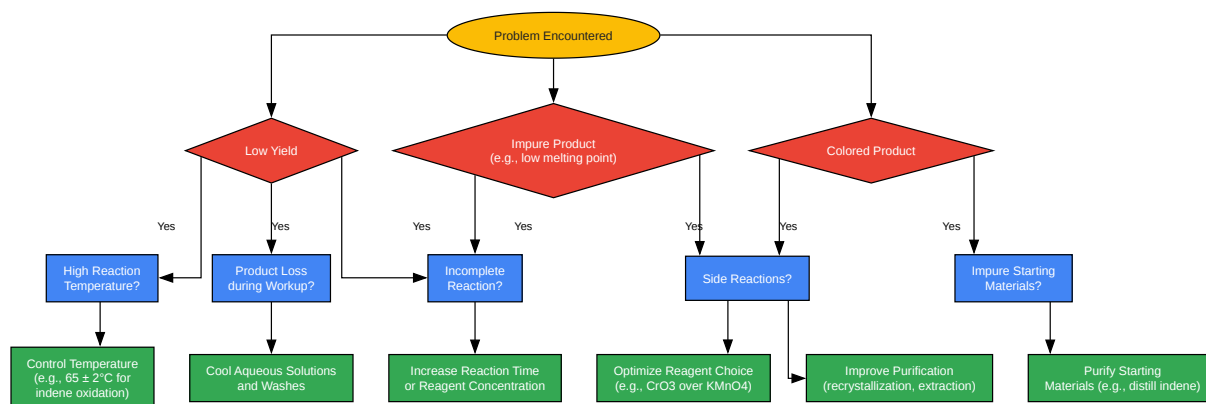 Problem Encountered
Low Yield
Impure Product
(e.g., low melting point)
Colored Product
Yes
Yes
Yes
Yes
Yes
Yes
Yes
High Reaction
Temperature?
Product Loss
during Workup?
Incomplete
Reaction?
Side Reactions?
Impure Starting
Materials?
Control Temperature
(e.g., 65 ± 2°C for
indene oxidation)
Cool Aqueous Solutions
and Washes
Increase Reaction Time
or Reagent Concentration
Optimize Reagent Choice
(e.g., CrO3 over KMnO4)
Improve Purification
(recrystallization, extraction)
Purify Starting
Materials (e.g., distill indene)